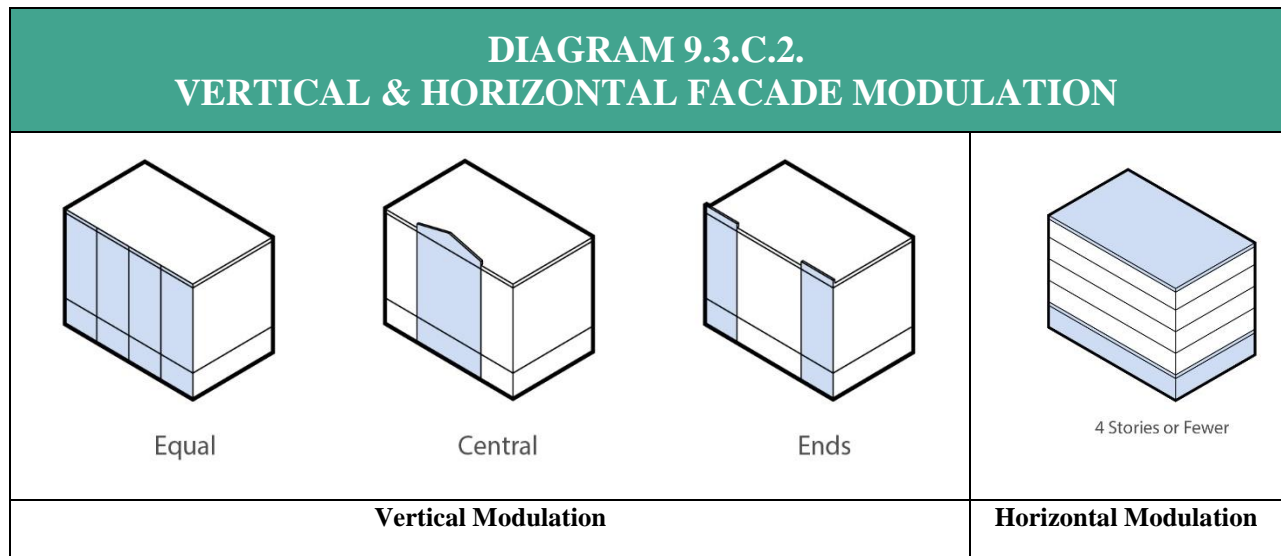 DIAGRAM 9.3.C.2.
VERTICAL & HORIZONTAL FACADE MODULATION
Equal
Central
Ends
4 Stories or Fewer
Vertical Modulation
Horizontal Modulation